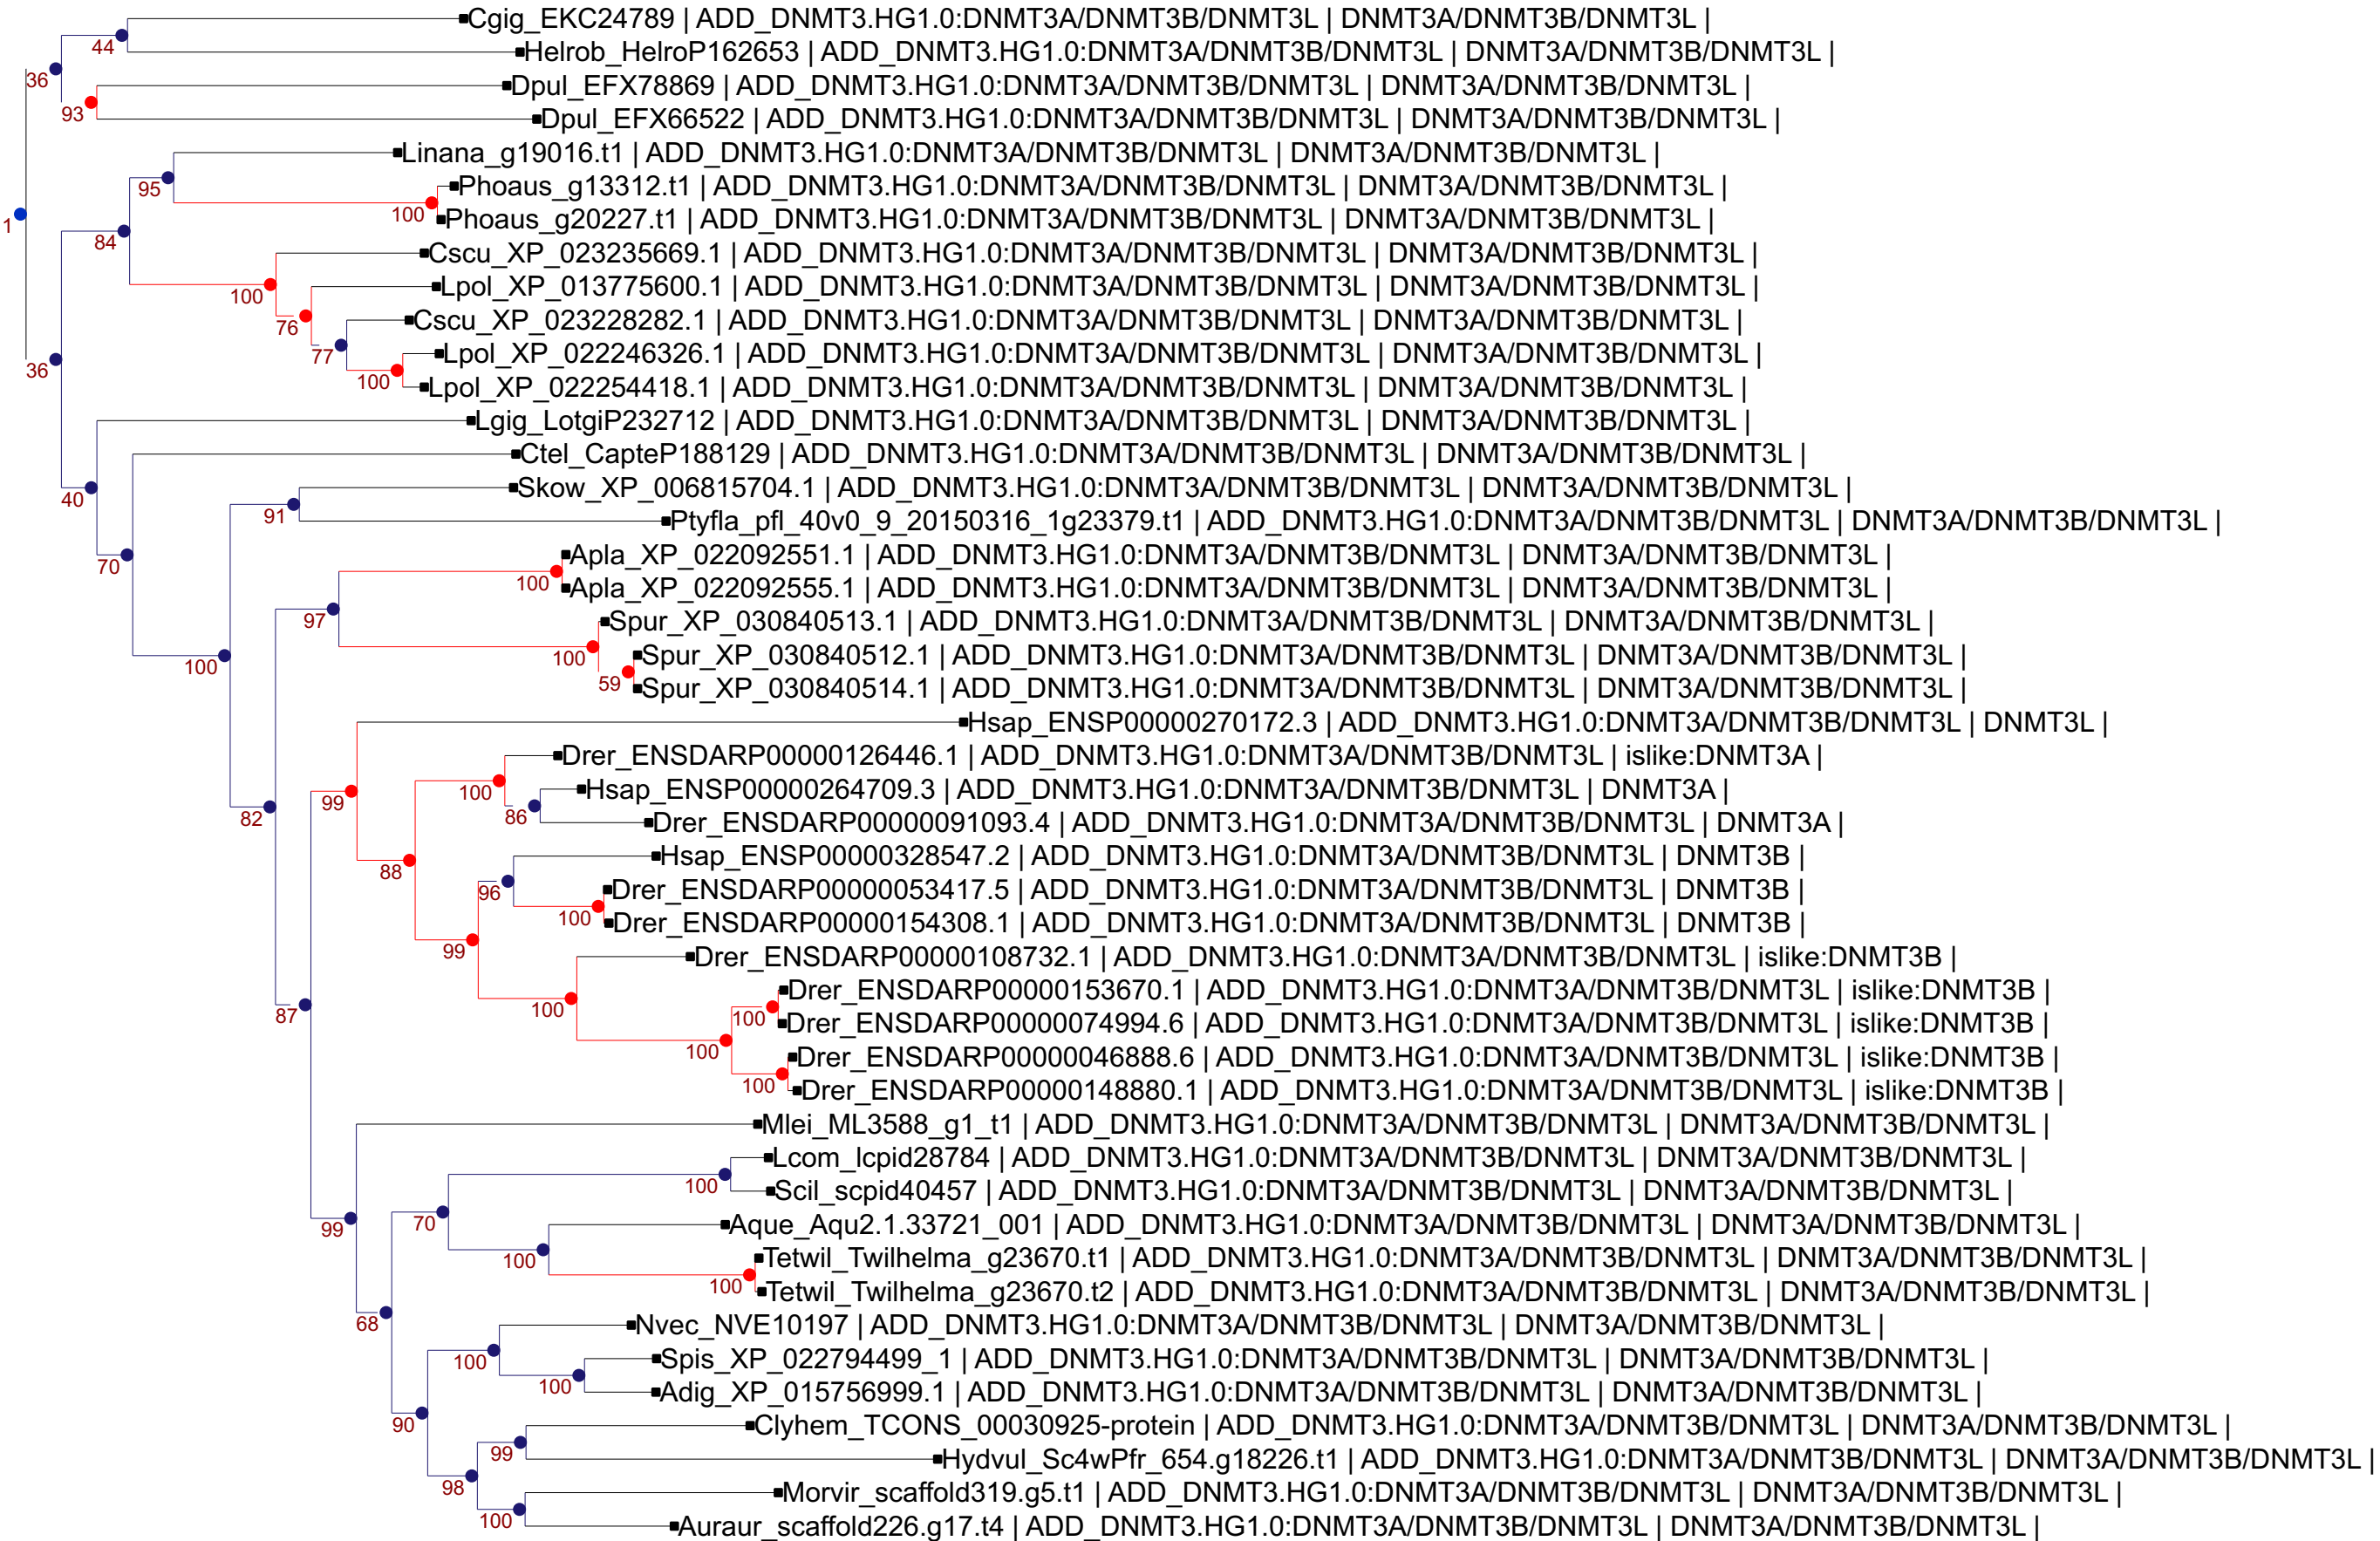 Cgig_EKC24789 | ADD_DNMT3.HG1.0:DNMT3A/DNMT3B/DNMT3L | DNMT3A/DNMT3B/DNMT3L |
44
Helrob_HelroP162653 | ADD_DNMT3.HG1.0:DNMT3A/DNMT3B/DNMT3L | DNMT3A/DNMT3B/DNMT3L |
36
Dpul_EFX78869 | ADD_DNMT3.HG1.0:DNMT3A/DNMT3B/DNMT3L | DNMT3A/DNMT3B/DNMT3L |
93
Dpul_EFX66522 | ADD_DNMT3.HG1.0:DNMT3A/DNMT3B/DNMT3L | DNMT3A/DNMT3B/DNMT3L |
Linana_g19016.t1 | ADD_DNMT3.HG1.0:DNMT3A/DNMT3B/DNMT3L | DNMT3A/DNMT3B/DNMT3L |
95
Phoaus_g13312.t1 | ADD_DNMT3.HG1.0:DNMT3A/DNMT3B/DNMT3L | DNMT3A/DNMT3B/DNMT3L |
100
Phoaus_g20227.t1 | ADD_DNMT3.HG1.0:DNMT3A/DNMT3B/DNMT3L | DNMT3A/DNMT3B/DNMT3L |
1
84
Cscu_XP_023235669.1 | ADD_DNMT3.HG1.0:DNMT3A/DNMT3B/DNMT3L | DNMT3A/DNMT3B/DNMT3L |
Lpol_XP_013775600.1 | ADD_DNMT3.HG1.0:DNMT3A/DNMT3B/DNMT3L | DNMT3A/DNMT3B/DNMT3L |
100
Cscu_XP_023228282.1 | ADD_DNMT3.HG1.0:DNMT3A/DNMT3B/DNMT3L | DNMT3A/DNMT3B/DNMT3L |
76
Lpol_XP_022246326.1 | ADD_DNMT3.HG1.0:DNMT3A/DNMT3B/DNMT3L | DNMT3A/DNMT3B/DNMT3L |
77
36
100
Lpol_XP_022254418.1 | ADD_DNMT3.HG1.0:DNMT3A/DNMT3B/DNMT3L | DNMT3A/DNMT3B/DNMT3L |
Lgig_LotgiP232712 | ADD_DNMT3.HG1.0:DNMT3A/DNMT3B/DNMT3L | DNMT3A/DNMT3B/DNMT3L |
Ctel_CapteP188129 | ADD_DNMT3.HG1.0:DNMT3A/DNMT3B/DNMT3L | DNMT3A/DNMT3B/DNMT3L |
Skow_XP_006815704.1 | ADD_DNMT3.HG1.0:DNMT3A/DNMT3B/DNMT3L | DNMT3A/DNMT3B/DNMT3L |
40
91
Ptyfla_pfl_40v0_9_20150316_1g23379.t1 | ADD_DNMT3.HG1.0:DNMT3A/DNMT3B/DNMT3L | DNMT3A/DNMT3B/DNMT3L |
Apla_XP_022092551.1 | ADD_DNMT3.HG1.0:DNMT3A/DNMT3B/DNMT3L | DNMT3A/DNMT3B/DNMT3L |
70
100
Apla_XP_022092555.1 | ADD_DNMT3.HG1.0:DNMT3A/DNMT3B/DNMT3L | DNMT3A/DNMT3B/DNMT3L |
97
Spur_XP_030840513.1 | ADD_DNMT3.HG1.0:DNMT3A/DNMT3B/DNMT3L | DNMT3A/DNMT3B/DNMT3L |
100
100
Spur_XP_030840512.1 | ADD_DNMT3.HG1.0:DNMT3A/DNMT3B/DNMT3L | DNMT3A/DNMT3B/DNMT3L |
59
Spur_XP_030840514.1 | ADD_DNMT3.HG1.0:DNMT3A/DNMT3B/DNMT3L | DNMT3A/DNMT3B/DNMT3L |
Hsap_ENSP00000270172.3 | ADD_DNMT3.HG1.0:DNMT3A/DNMT3B/DNMT3L | DNMT3L |
Drer_ENSDARP00000126446.1 | ADD_DNMT3.HG1.0:DNMT3A/DNMT3B/DNMT3L | islike:DNMT3A |
100
Hsap_ENSP00000264709.3 | ADD_DNMT3.HG1.0:DNMT3A/DNMT3B/DNMT3L | DNMT3A |
99
82
86
Drer_ENSDARP00000091093.4 | ADD_DNMT3.HG1.0:DNMT3A/DNMT3B/DNMT3L | DNMT3A |
Hsap_ENSP00000328547.2 | ADD_DNMT3.HG1.0:DNMT3A/DNMT3B/DNMT3L | DNMT3B |
88
96
Drer_ENSDARP00000053417.5 | ADD_DNMT3.HG1.0:DNMT3A/DNMT3B/DNMT3L | DNMT3B |
100
Drer_ENSDARP00000154308.1 | ADD_DNMT3.HG1.0:DNMT3A/DNMT3B/DNMT3L | DNMT3B |
99
Drer_ENSDARP00000108732.1 | ADD_DNMT3.HG1.0:DNMT3A/DNMT3B/DNMT3L | islike:DNMT3B |
Drer_ENSDARP00000153670.1 | ADD_DNMT3.HG1.0:DNMT3A/DNMT3B/DNMT3L | islike:DNMT3B |
87
100
100
Drer_ENSDARP00000074994.6 | ADD_DNMT3.HG1.0:DNMT3A/DNMT3B/DNMT3L | islike:DNMT3B |
100
Drer_ENSDARP00000046888.6 | ADD_DNMT3.HG1.0:DNMT3A/DNMT3B/DNMT3L | islike:DNMT3B |
100
Drer_ENSDARP00000148880.1 | ADD_DNMT3.HG1.0:DNMT3A/DNMT3B/DNMT3L | islike:DNMT3B |
Mlei_ML3588_g1_t1 | ADD_DNMT3.HG1.0:DNMT3A/DNMT3B/DNMT3L | DNMT3A/DNMT3B/DNMT3L |
Lcom_lcpid28784 | ADD_DNMT3.HG1.0:DNMT3A/DNMT3B/DNMT3L | DNMT3A/DNMT3B/DNMT3L |
100
Scil_scpid40457 | ADD_DNMT3.HG1.0:DNMT3A/DNMT3B/DNMT3L | DNMT3A/DNMT3B/DNMT3L |
99
70
Aque_Aqu2.1.33721_001 | ADD_DNMT3.HG1.0:DNMT3A/DNMT3B/DNMT3L | DNMT3A/DNMT3B/DNMT3L |
100
Tetwil_Twilhelma_g23670.t1 | ADD_DNMT3.HG1.0:DNMT3A/DNMT3B/DNMT3L | DNMT3A/DNMT3B/DNMT3L |
100
Tetwil_Twilhelma_g23670.t2 | ADD_DNMT3.HG1.0:DNMT3A/DNMT3B/DNMT3L | DNMT3A/DNMT3B/DNMT3L |
68
Nvec_NVE10197 | ADD_DNMT3.HG1.0:DNMT3A/DNMT3B/DNMT3L | DNMT3A/DNMT3B/DNMT3L |
100
Spis_XP_022794499_1 | ADD_DNMT3.HG1.0:DNMT3A/DNMT3B/DNMT3L | DNMT3A/DNMT3B/DNMT3L |
100
Adig_XP_015756999.1 | ADD_DNMT3.HG1.0:DNMT3A/DNMT3B/DNMT3L | DNMT3A/DNMT3B/DNMT3L |
90
Clyhem_TCONS_00030925-protein | ADD_DNMT3.HG1.0:DNMT3A/DNMT3B/DNMT3L | DNMT3A/DNMT3B/DNMT3L |
99
Hydvul_Sc4wPfr_654.g18226.t1 | ADD_DNMT3.HG1.0:DNMT3A/DNMT3B/DNMT3L | DNMT3A/DNMT3B/DNMT3L |
98
Morvir_scaffold319.g5.t1 | ADD_DNMT3.HG1.0:DNMT3A/DNMT3B/DNMT3L | DNMT3A/DNMT3B/DNMT3L |
100
Auraur_scaffold226.g17.t4 | ADD_DNMT3.HG1.0:DNMT3A/DNMT3B/DNMT3L | DNMT3A/DNMT3B/DNMT3L |